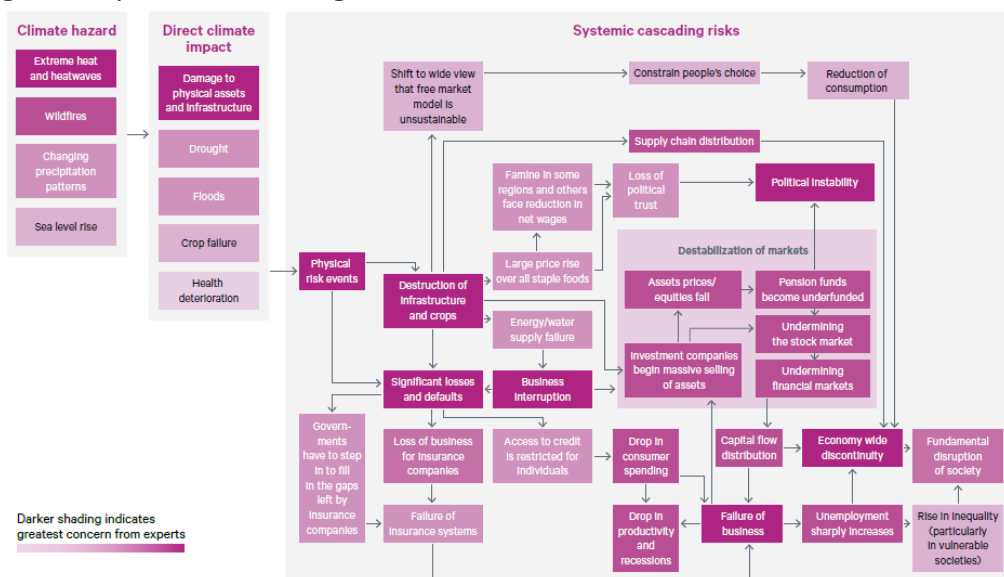 Climate hazard
Extreme heat
and heatwaves
Wildfires
Changing
precipitation
patterns
Sea level rise
Direct climate
impact
Damage to
physical assets
and infrastructure
Drought
Floods
Crop failure
Health
deterioration
Systemic cascading risks
Shift to wide view
that free market
model is
unsustainable
Constrain people's choice
Reduction of
consumption
Supply chain distribution
Famine in some
regions and others
face reduction in
net wages
Loss of
political
trust
Political instability
Physical
risk events
Destruction of
infrastructure
and crops
Large price rise
over all staple foods
Energy/water
supply failure
Destabilization of markets
Assets prices/
equities fall
Pension funds
become underfunded
Undermining
the stock market
Investment companies
begin massive selling
of assets
Undermining
financial markets
Significant losses
and defaults
Business
interruption
Govern-
ments
have to step
in to fill
in the gaps
left by
insurance
companies
Loss of business
for insurance
companies
Access to credit
is restricted for
individuals
Drop in
consumer
spending
Capital flow
distribution
Economy wide
discontinuity
Fundamental
disruption
of society
Failure of
insurance systems
Drop in
productivity
and
recessions
Failure of
business
Unemployment
sharply increases
Rise in inequality
(particularly
in vulnerable
societies)
Darker shading indicates
greatest concern from experts